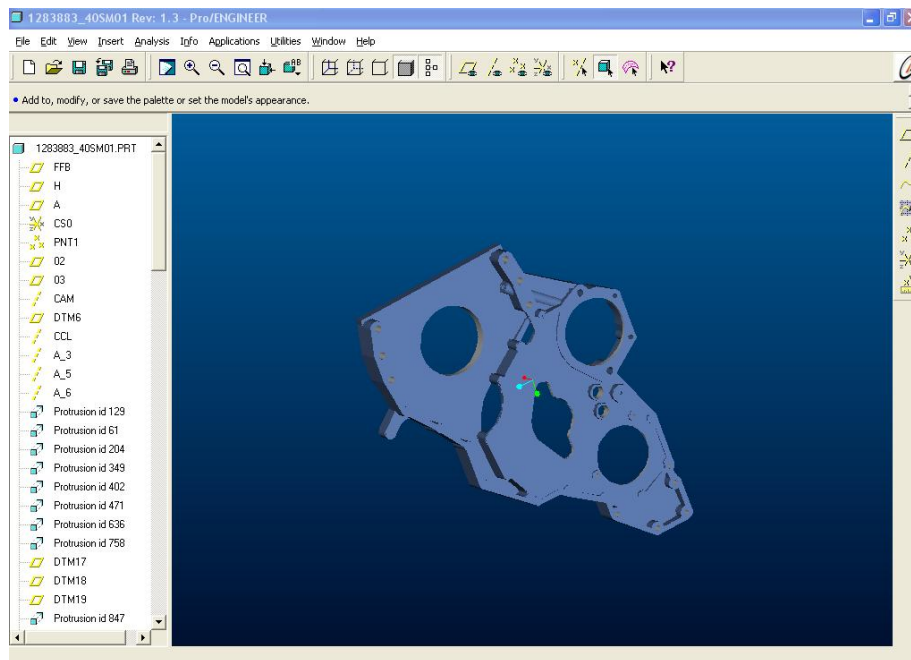 1283883_40SM01 Rev: 1.3 - Pro/ENGINEER
File Edit View Insert Analysis Info Applications Utilities Window Help
• Add to, modify, or save the palette or set the model's appearance.
1283883_40SM01.PRT
FFB
H
A
CS0
PNT1
02
03
CAM
DTM6
CCL
A_3
A_5
A_6
Protrusion id 129
Protrusion id 61
Protrusion id 204
Protrusion id 349
Protrusion id 402
Protrusion id 471
Protrusion id 636
Protrusion id 758
DTM17
DTM18
DTM19
Protrusion id 847